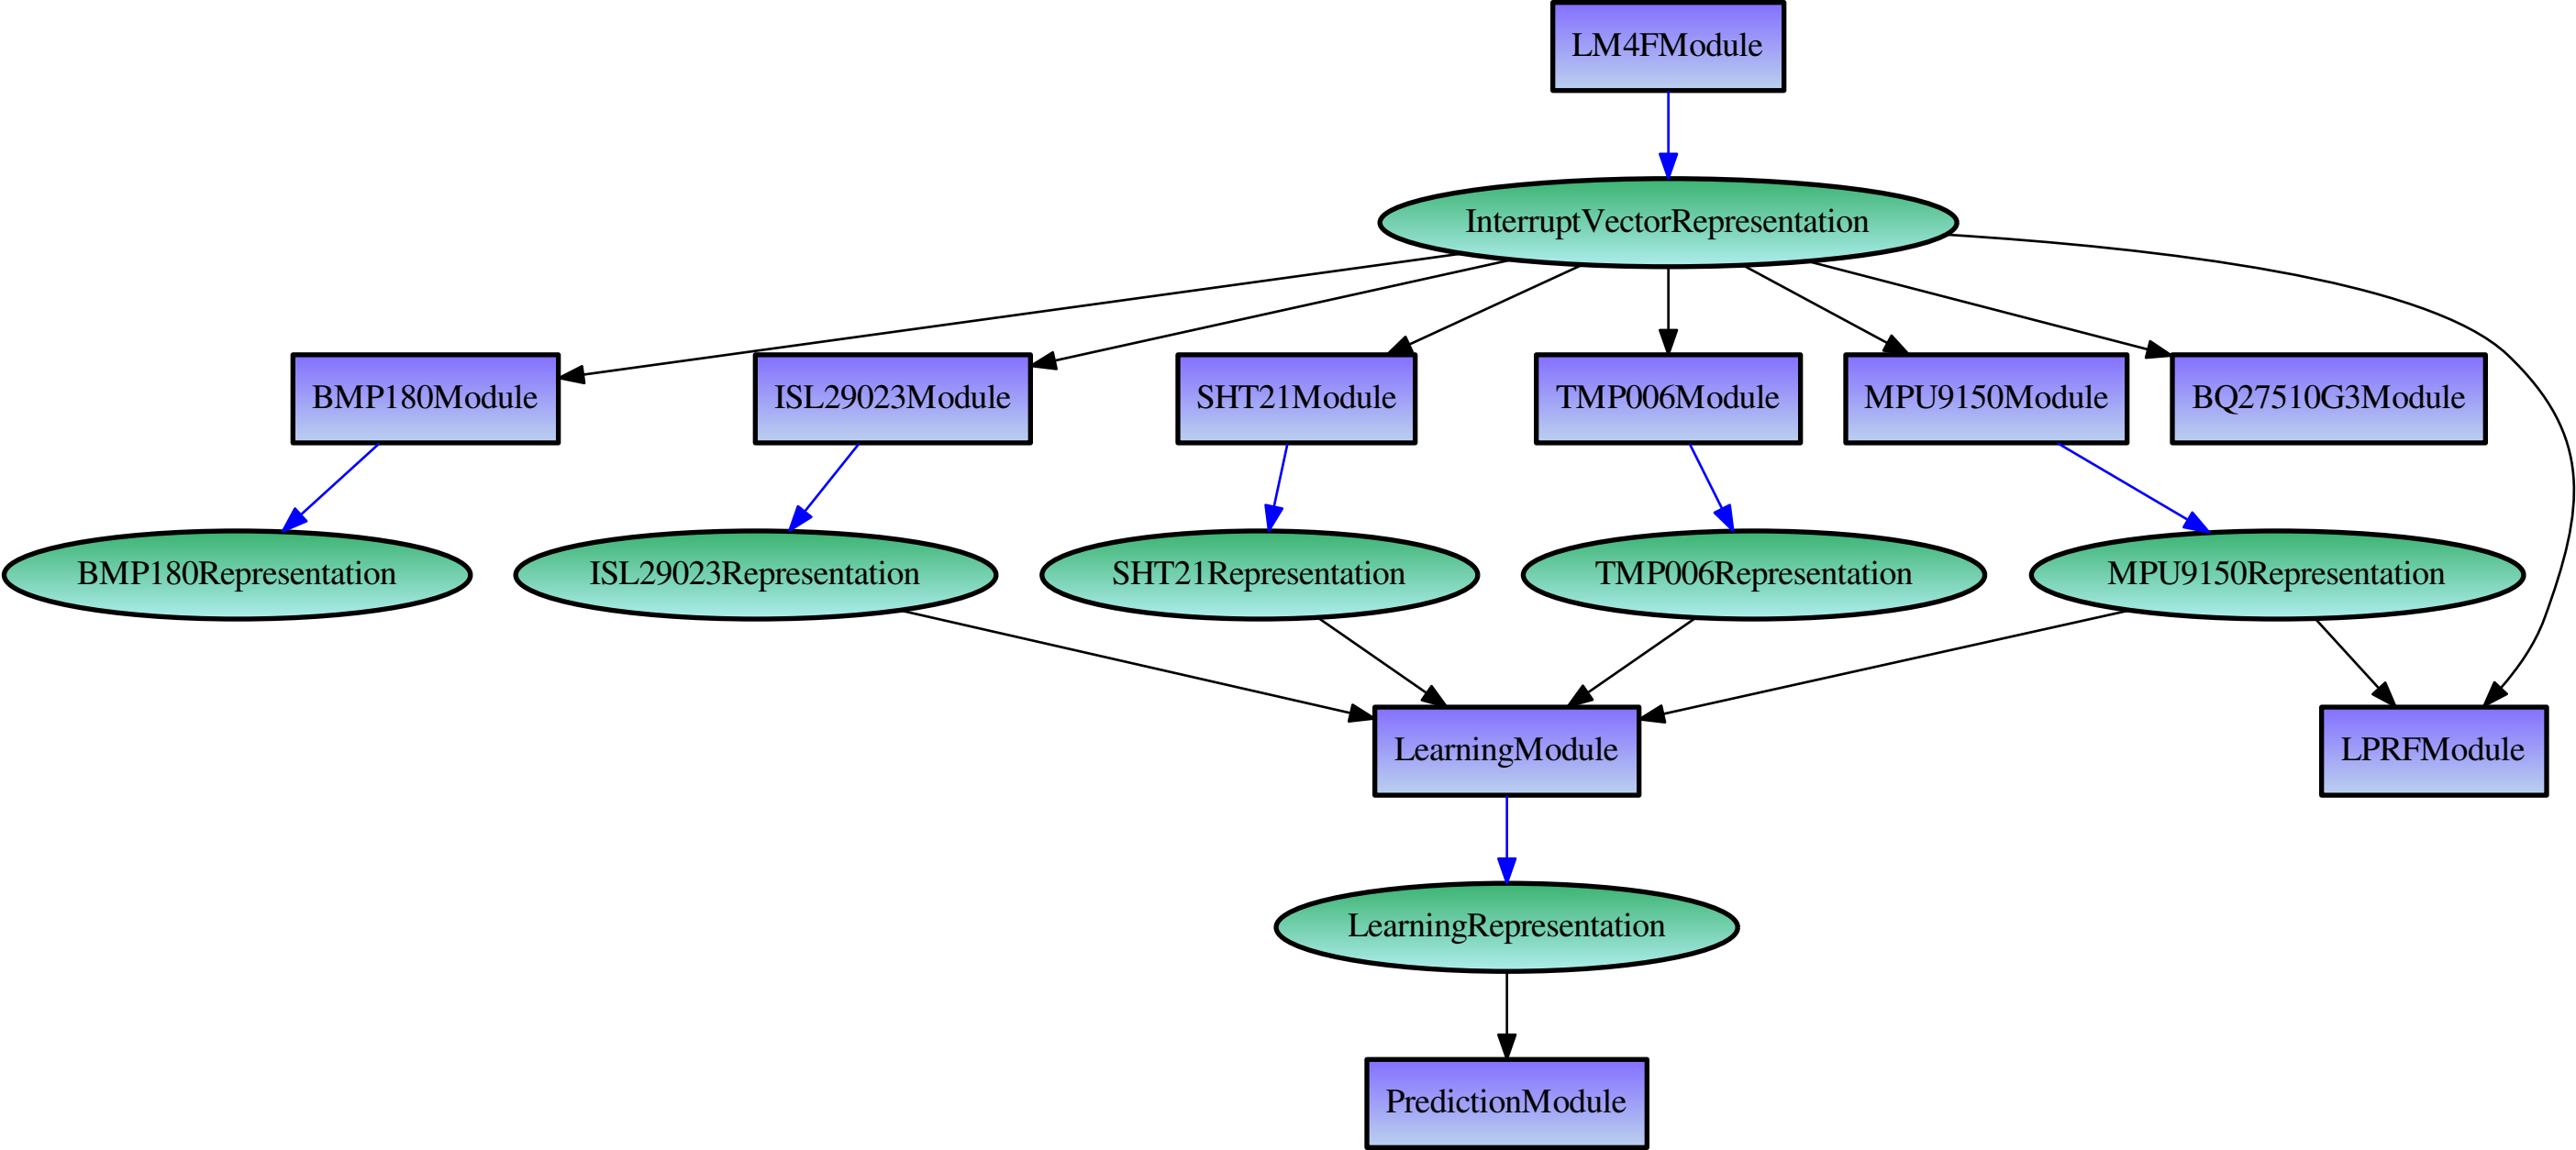 LM4FModule
InterruptVectorRepresentation
BMP180Module
ISL29023Module
SHT21Module
TMP006Module
MPU9150Module
BQ27510G3Module
BMP180Representation
ISL29023Representation
SHT21Representation
TMP006Representation
MPU9150Representation
LearningModule
LPRFModule
LearningRepresentation
PredictionModule